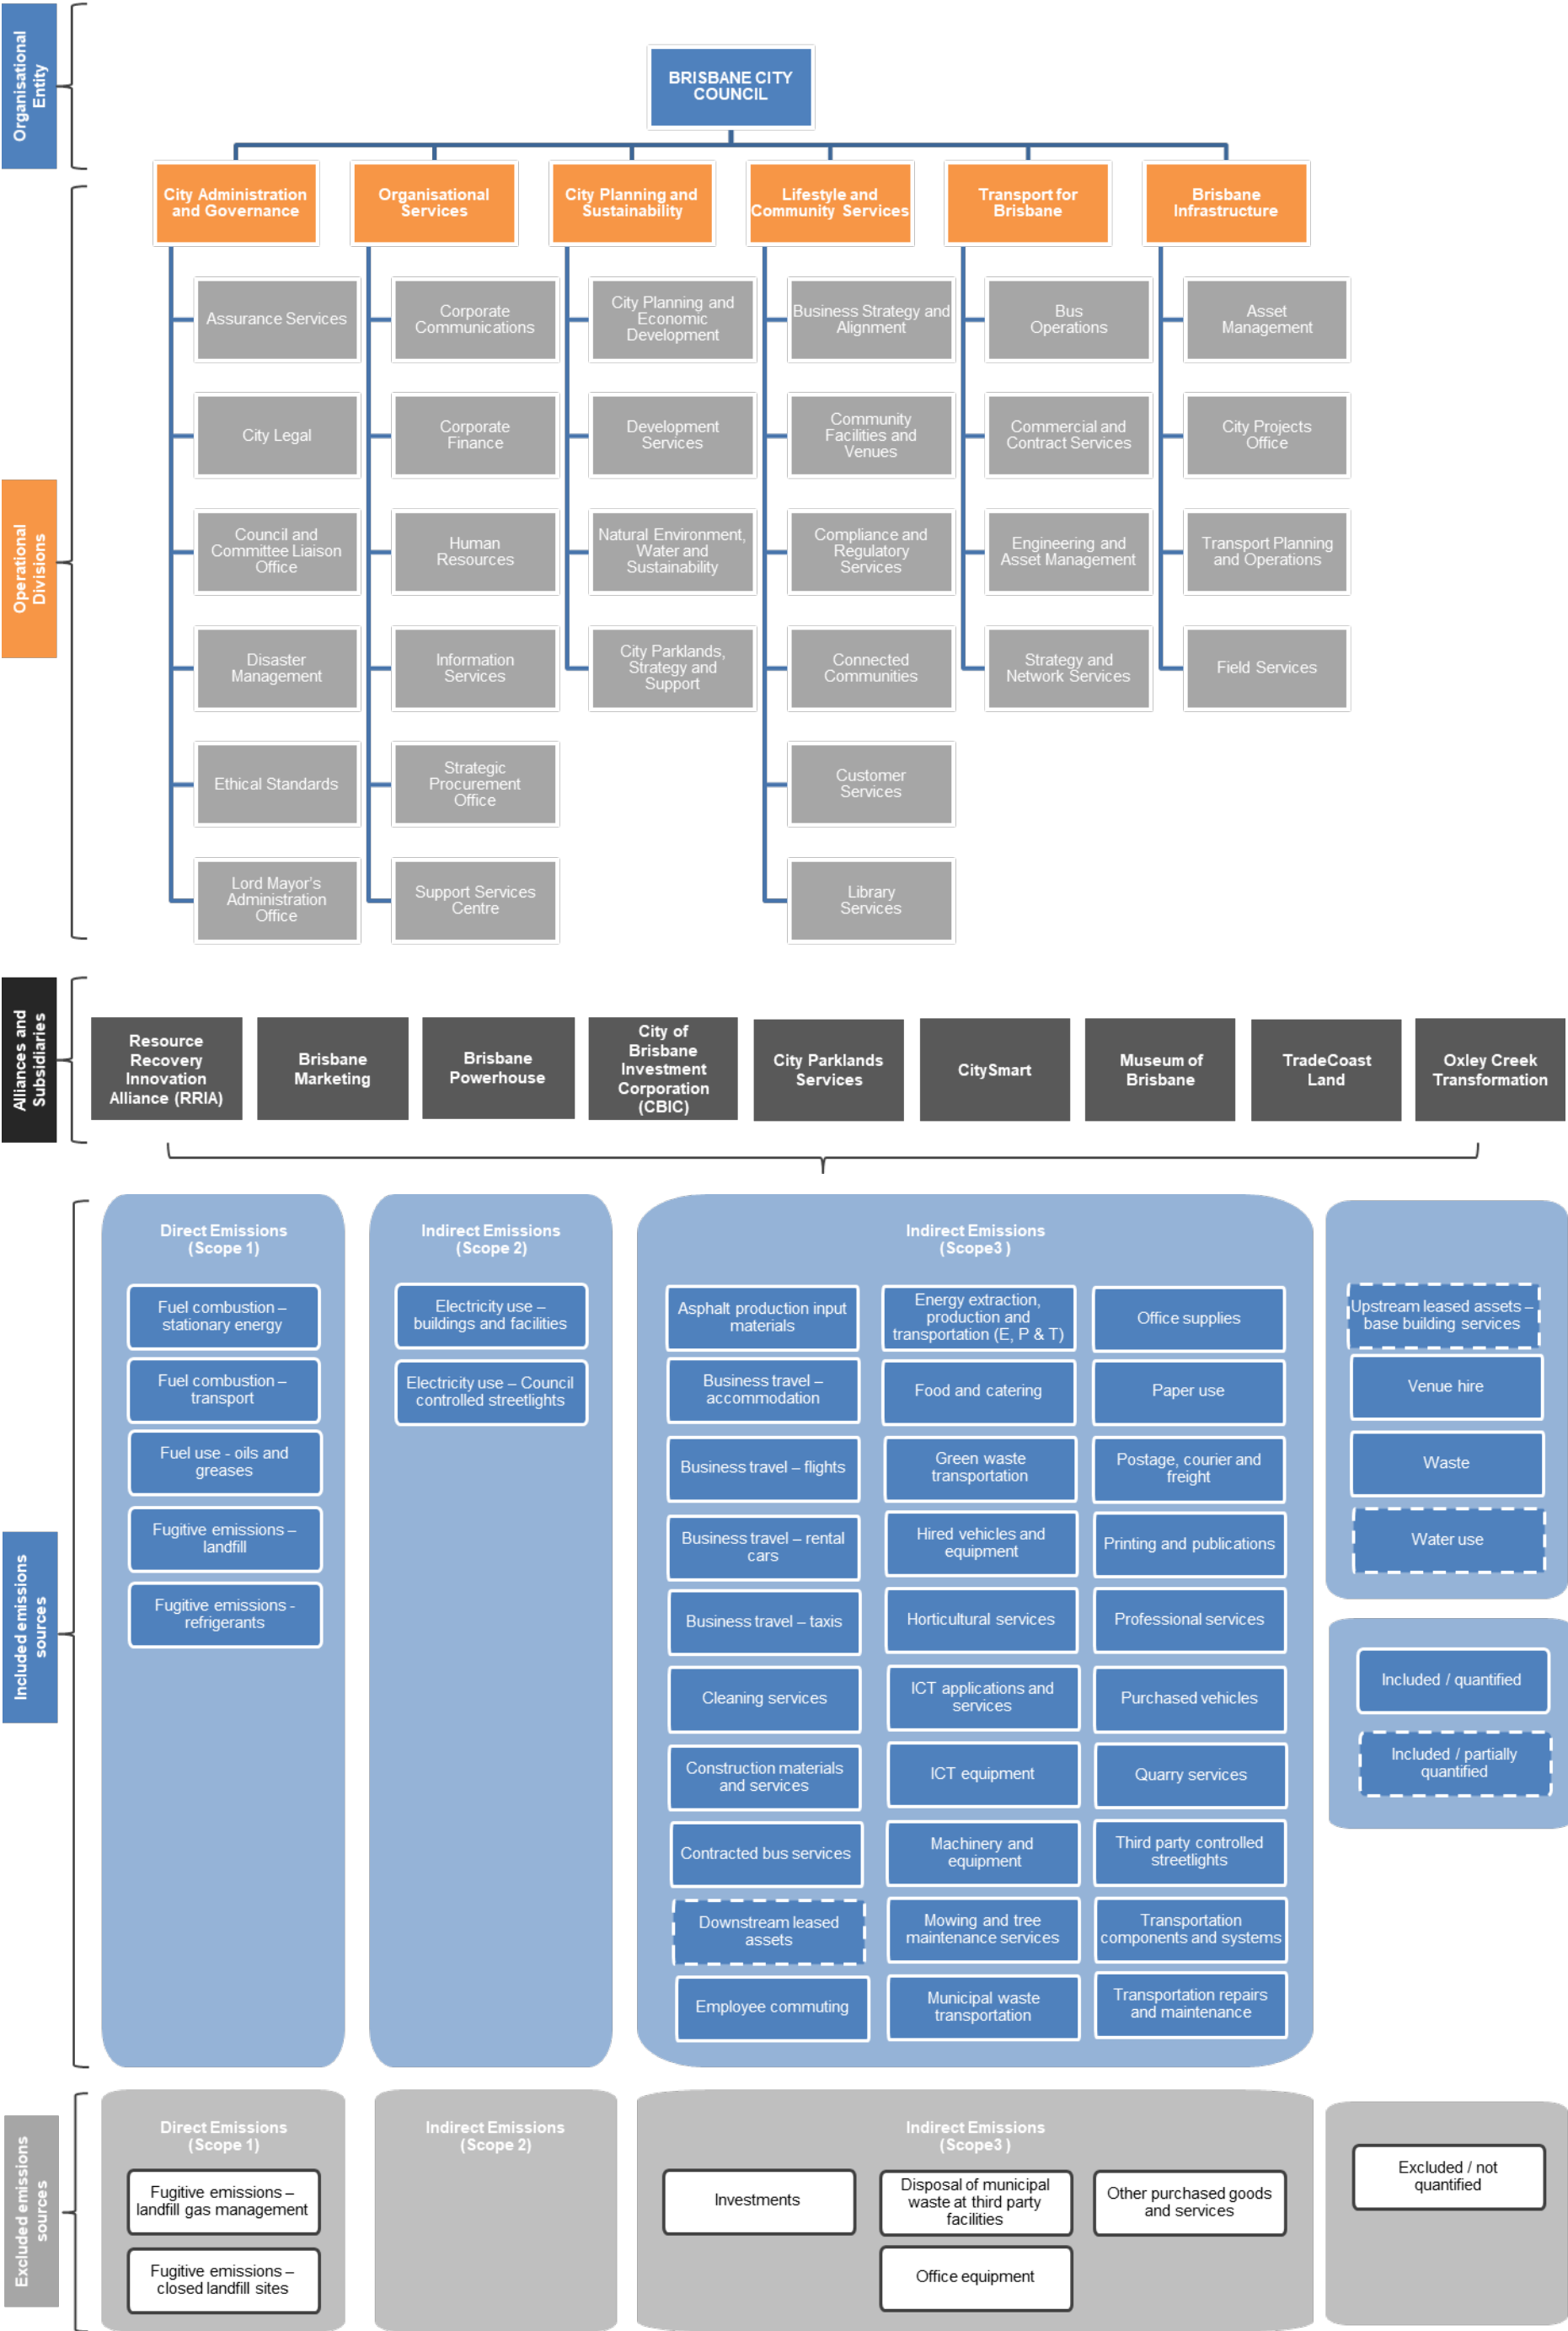 Organisational
Entity
BRISBANE CITY
COUNCIL
City Administration
and Governance
Organisational
Services
City Planning and
Sustainability
Lifestyle and
Community Services
Transport for
Brisbane
Brisbane
Infrastructure
Operational
Divisions
Assurance Services
City Legal
Council and
Committee Liaison
Office
Disaster
Management
Ethical Standards
Lord Mayor's
Administration
Office
Corporate
Communications
Corporate
Finance
Human
Resources
Information
Services
Strategic
Procurement
Office
Support Services
Centre
City Planning and
Economic
Development
Development
Services
Natural Environment,
Water and
Sustainability
City Parklands,
Strategy and
Support
Business Strategy and
Alignment
Community
Facilities and
Venues
Compliance and
Regulatory
Services
Connected
Communities
Customer
Services
Library
Services
Bus
Operations
Commercial and
Contract Services
Engineering and
Asset Management
Strategy and
Network Services
Asset
Management
City Projects
Office
Transport Planning
and Operations
Field Services
Alliances and
Subsidiaries
Resource
Recovery
Innovation
Alliance (RRIA)
Brisbane
Marketing
Brisbane
Powerhouse
City of
Brisbane
Investment
Corporation
(CBIC)
City Parklands
Services
CitySmart
Museum of
Brisbane
TradeCoast
Land
Oxley Creek
Transformation
Included emissions
sources
Direct Emissions
(Scope 1)
Fuel combustion –
stationary energy
Fuel combustion –
transport
Fuel use - oils and
greases
Fugitive emissions –
landfill
Fugitive emissions -
refrigerants
Indirect Emissions
(Scope 2)
Electricity use –
buildings and facilities
Electricity use – Council
controlled streetlights
Indirect Emissions
(Scope3 )
Asphalt production input
materials
Business travel –
accommodation
Business travel – flights
Business travel – rental
cars
Business travel – taxis
Cleaning services
Construction materials
and services
Contracted bus services
Downstream leased
assets
Employee commuting
Energy extraction,
production and
transportation (E, P & T)
Food and catering
Green waste
transportation
Hired vehicles and
equipment
Horticultural services
ICT applications and
services
ICT equipment
Machinery and
equipment
Mowing and tree
maintenance services
Municipal waste
transportation
Office supplies
Paper use
Postage, courier and
freight
Printing and publications
Professional services
Purchased vehicles
Quarry services
Third party controlled
streetlights
Transportation
components and systems
Transportation repairs
and maintenance
Upstream leased assets –
base building services
Venue hire
Waste
Water use
Included / quantified
Included / partially
quantified
Excluded emissions
sources
Direct Emissions
(Scope 1)
Fugitive emissions –
landfill gas management
Fugitive emissions –
closed landfill sites
Indirect Emissions
(Scope 2)
Indirect Emissions
(Scope3 )
Investments
Disposal of municipal
waste at third party
facilities
Office equipment
Other purchased goods
and services
Excluded / not
quantified